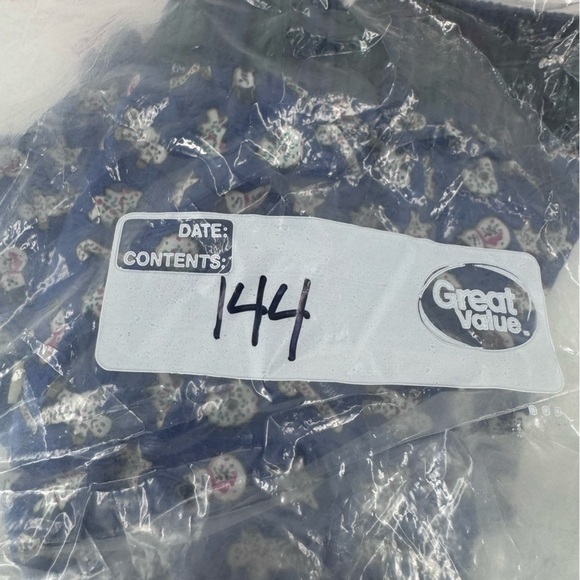 DATE:
CONTENTS:
144
Great
Value.